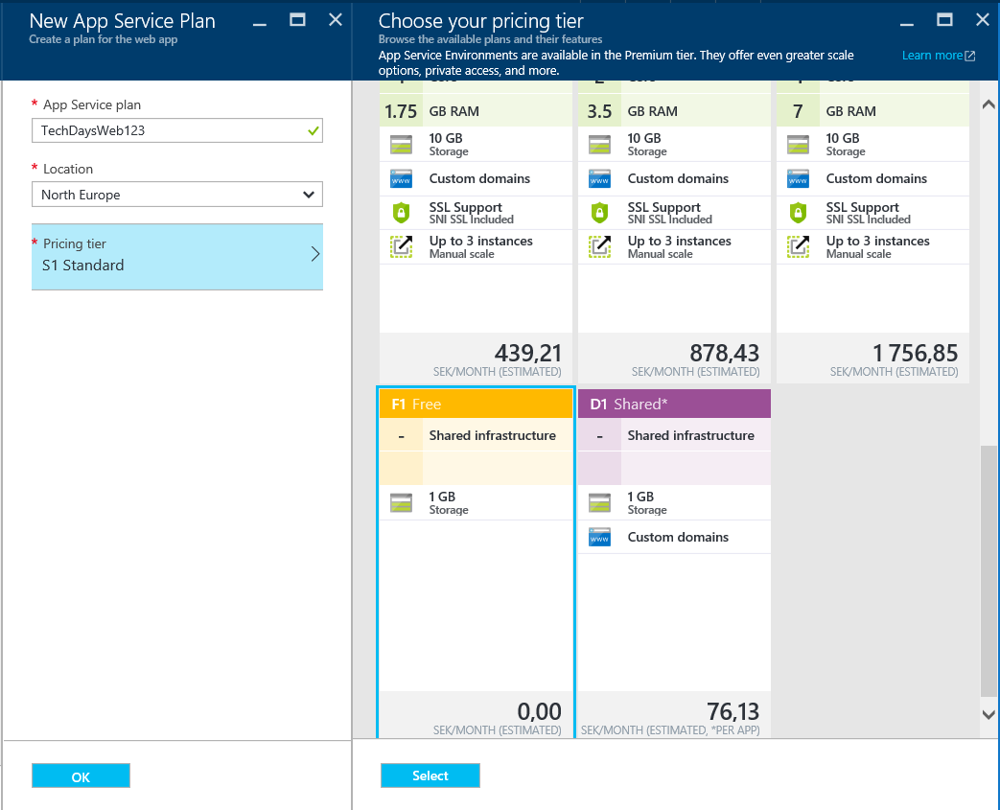 New App Service Plan
Create a plan for the web app
* App Service plan
TechDaysWeb123
* Location
North Europe
* Pricing tier
S1 Standard
OK
Choose your pricing tier
Browse the available plans and their features
App Service Environments are available in the Premium tier. They offer even greater scale
options, private access, and more.
Learn more
1.75 GB RAM
10 GB
Storage
www Custom domains
SSL Support
SNI SSL Included
Up to 3 instances
Manual scale
439,21
SEK/MONTH (ESTIMATED)
3.5 GB RAM
10 GB
Storage
www Custom domains
SSL Support
SNI SSL Included
Up to 3 instances
Manual scale
878,43
SEK/MONTH (ESTIMATED)
7 GB RAM
10 GB
Storage
www Custom domains
SSL Support
SNI SSL Included
Up to 3 instances
Manual scale
1 756,85
SEK/MONTH (ESTIMATED)
F1 Free
- Shared infrastructure
1 GB
Storage
0,00
SEK/MONTH (ESTIMATED)
D1 Shared*
- Shared infrastructure
1 GB
Storage
www Custom domains
76,13
SEK/MONTH (ESTIMATED, *PER APP)
Select